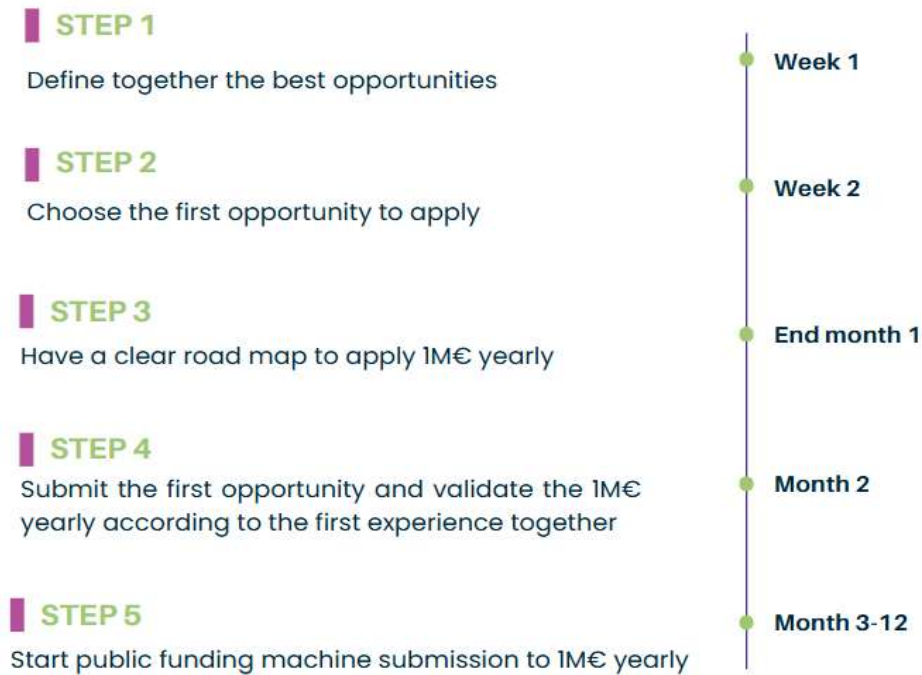 STEP 1
Define together the best opportunities
Week 1
STEP 2
Choose the first opportunity to apply
Week 2
STEP 3
Have a clear road map to apply 1M€ yearly
End month 1
STEP 4
Submit the first opportunity and validate the 1M€
yearly according to the first experience together
Month 2
STEP 5
Start public funding machine submission to 1M€ yearly
Month 3-12